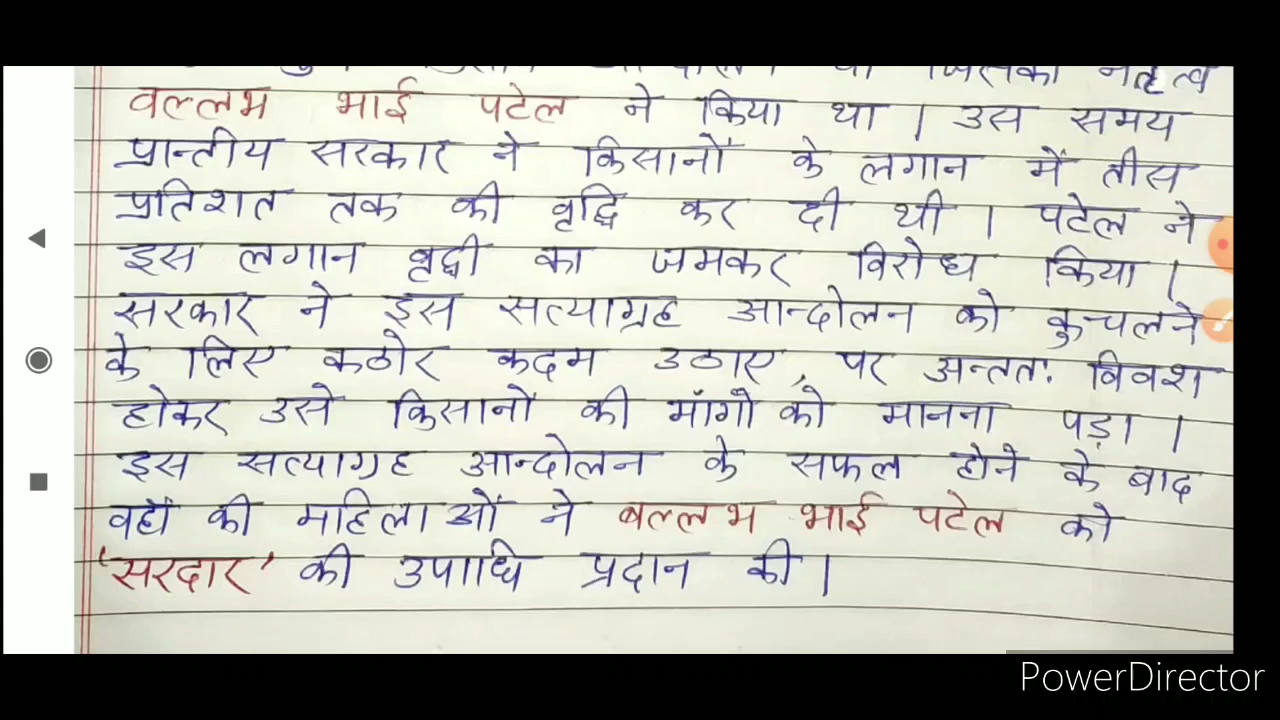 जिसका नेतृत्व
वल्लभ भाई पटेल ने किया था । उस समय
प्रान्तीय सरकार ने किसानों के लगान में तीस
प्रतिशत तक की वृद्धि कर दी थी । पटेल ने
इस लगान वृद्धी का जमकर विरोध किया ।
सरकार ने इस सत्याग्रह आन्दोलन को कुचलने
के लिए कठोर कदम उठाए, पर अन्ततः विवश
होकर उसे किसानों की मांगों को मानना पड़ा ।
इस सत्याग्रह आन्दोलन के सफल होने के बाद
वहाँ की महिलाओं ने बल्लभ भाई पटेल को
'सरदार' की उपाधि प्रदान की ।
PowerDirector